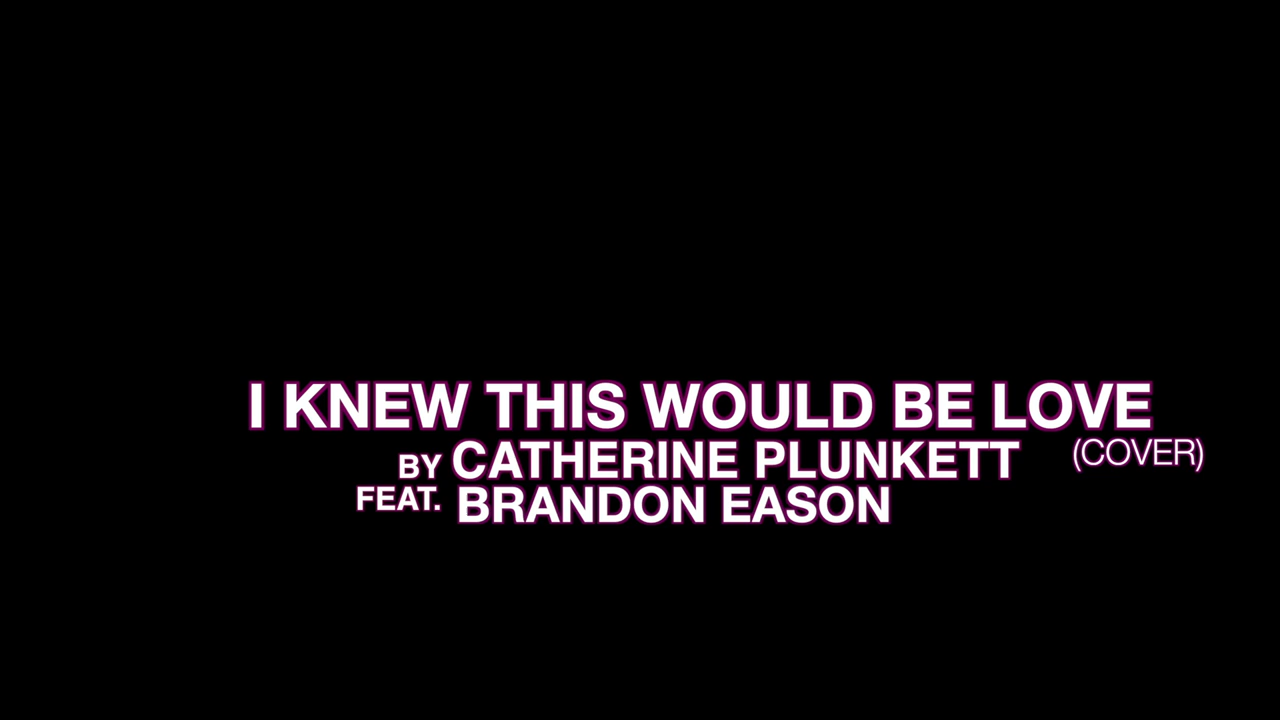 I KNEW THIS WOULD BE LOVE
(COVER)
BY CATHERINE PLUNKETT
FEAT. BRANDON EASON